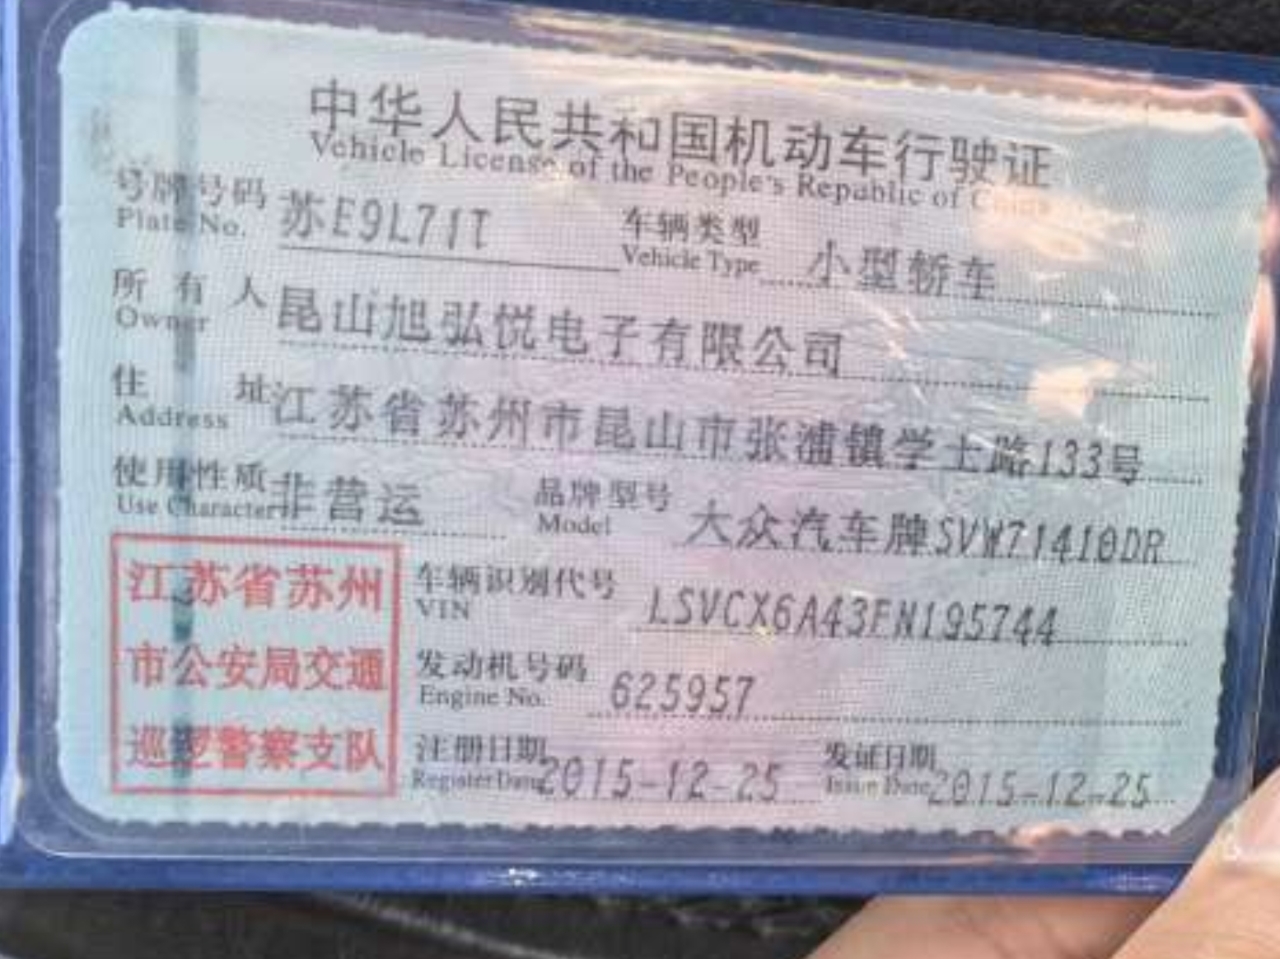 中华人民共和国机动车行驶证
Vehicle License of the People's Republic of China
号牌号码 苏E9L71T 车辆类型 小型轿车
Plate No. Vehicle Type
所有人 昆山旭弘悦电子有限公司
Owner
住址 江苏省苏州市昆山市张浦镇学士路133号
Address
使用性质 非营运 品牌型号 大众汽车牌SVW71410DR
Use Character Model
江苏省苏州
市公安局交通
巡逻警察支队
车辆识别代号 LSVCX6A43FN195744
VIN
发动机号码 625957
Engine No.
注册日期 2015-12-25 发证日期 2015-12-25
Register Date Issue Date